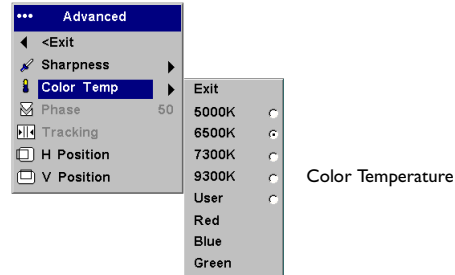 ••• Advanced
<Exit
Sharpness
Color Temp
Phase 50
Tracking
H Position
V Position
Exit
5000K
6500K
7300K
9300K
User
Red
Blue
Green
Color Temperature